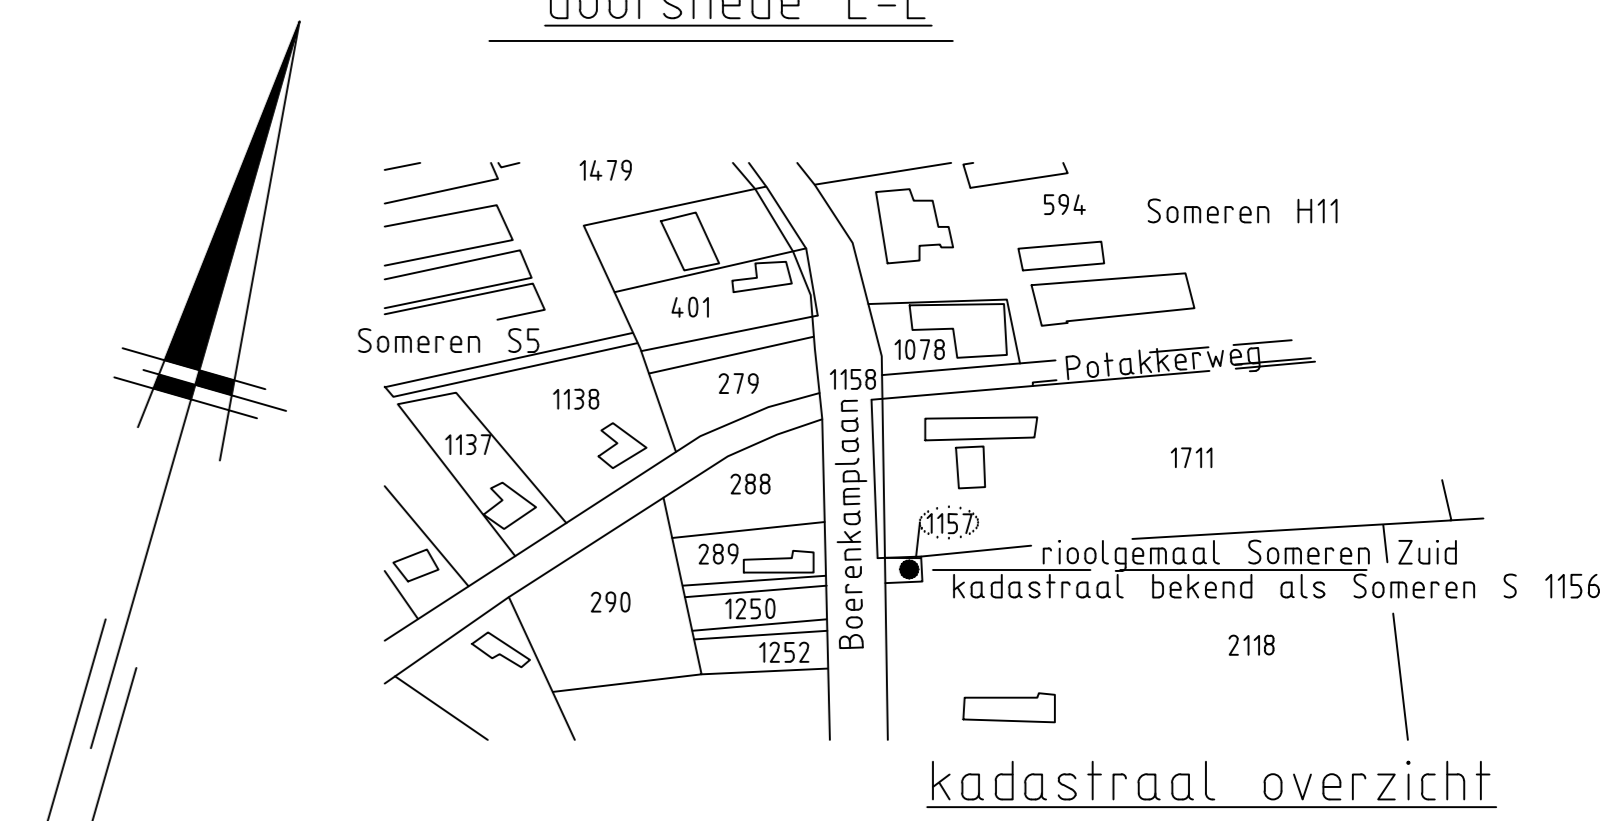 doorsnede L-L
1479
594
Someren H11
401
Someren S5
1078
Potakkerweg
279
1158
1138
1137
1711
288
Boerenkamplaan
1157
289
rioolgemaal Someren Zuid
kadastraal bekend als Someren S 1156
290
1250
1252
2118
kadastraal overzicht